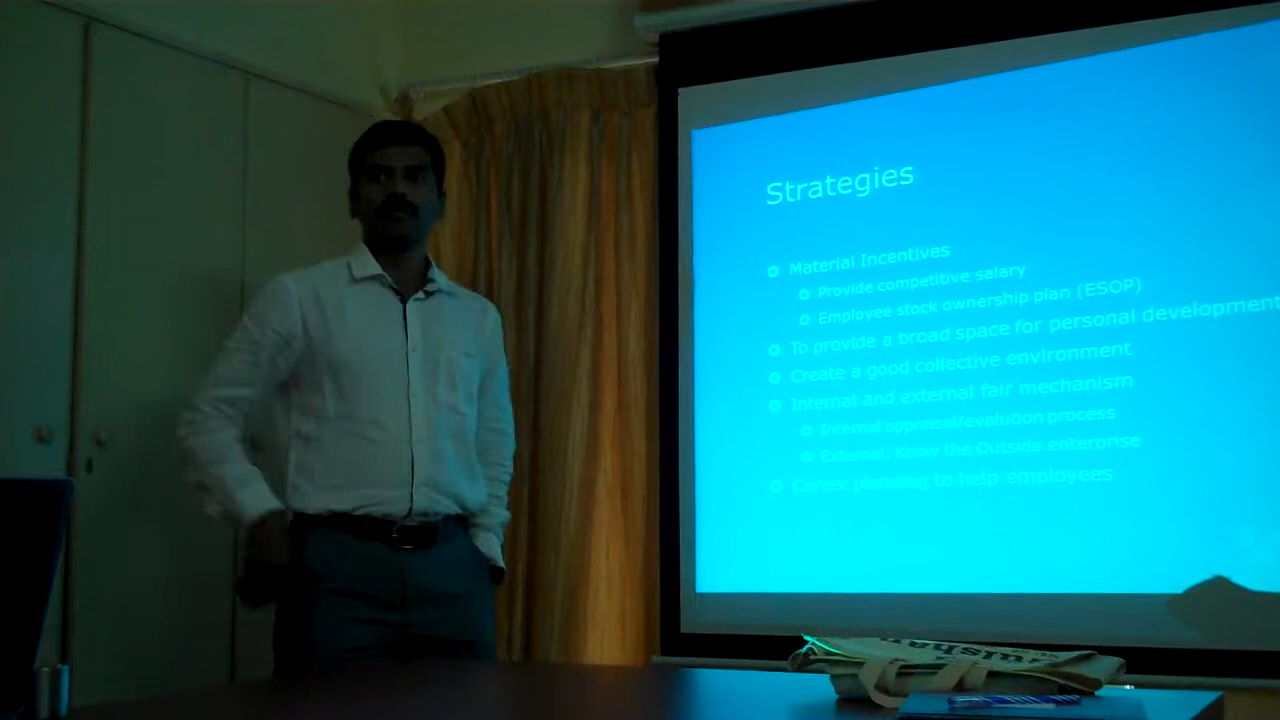 Strategies
Material Incentives
Provide competitive salary
Employee stock ownership plan (ESOP)
To provide a broad space for personal development
Create a good collective environment
Internal and external fair mechanism
Internal appraisal/evalution process
External: Know the Outside enterprise
Career planning to help employees